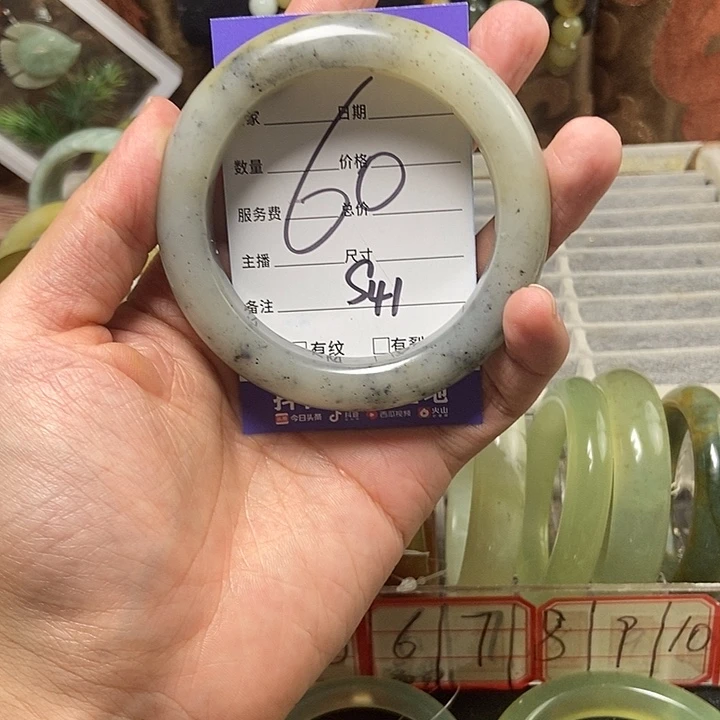 家 日期
60
数量 价格
服务费 总价
主播 尺寸
S41
备注
□有纹 □有裂
今日头条 抖音 西瓜视频 火山
6 7 8 9 10